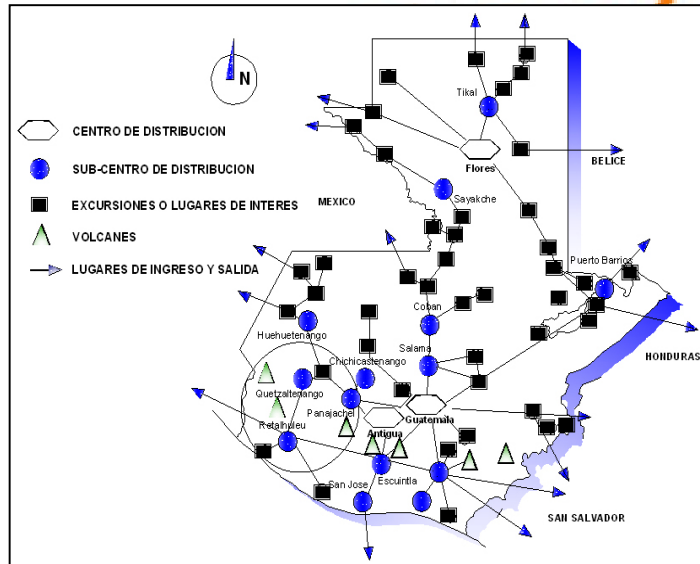 N
CENTRO DE DISTRIBUCION
SUB-CENTRO DE DISTRIBUCION
EXCURSIONES O LUGARES DE INTERES
VOLCANES
LUGARES DE INGRESO Y SALIDA
Tikal
Flores
BELICE
MEXICO
Sayakche
Puerto Barrios
Coban
Huehuetenango
HONDURAS
Salama
Chichicastenango
Quetzaltenango
Panajachel
Guatemala
Antigua
Retalhuleu
Escuintla
San Jose
SAN SALVADOR